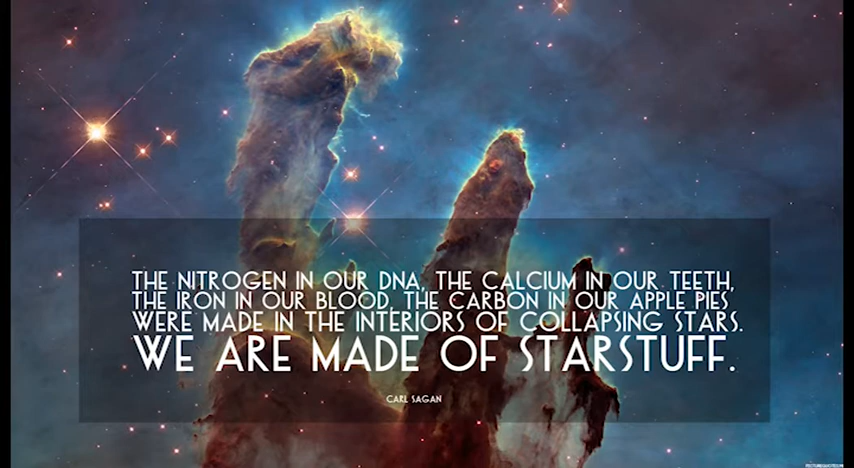 THE NITROGEN IN OUR DNA, THE CALCIUM IN OUR TEETH,
THE IRON IN OUR BLOOD, THE CARBON IN OUR APPLE PIES
WERE MADE IN THE INTERIORS OF COLLAPSING STARS.
WE ARE MADE OF STARSTUFF.
CARL SAGAN